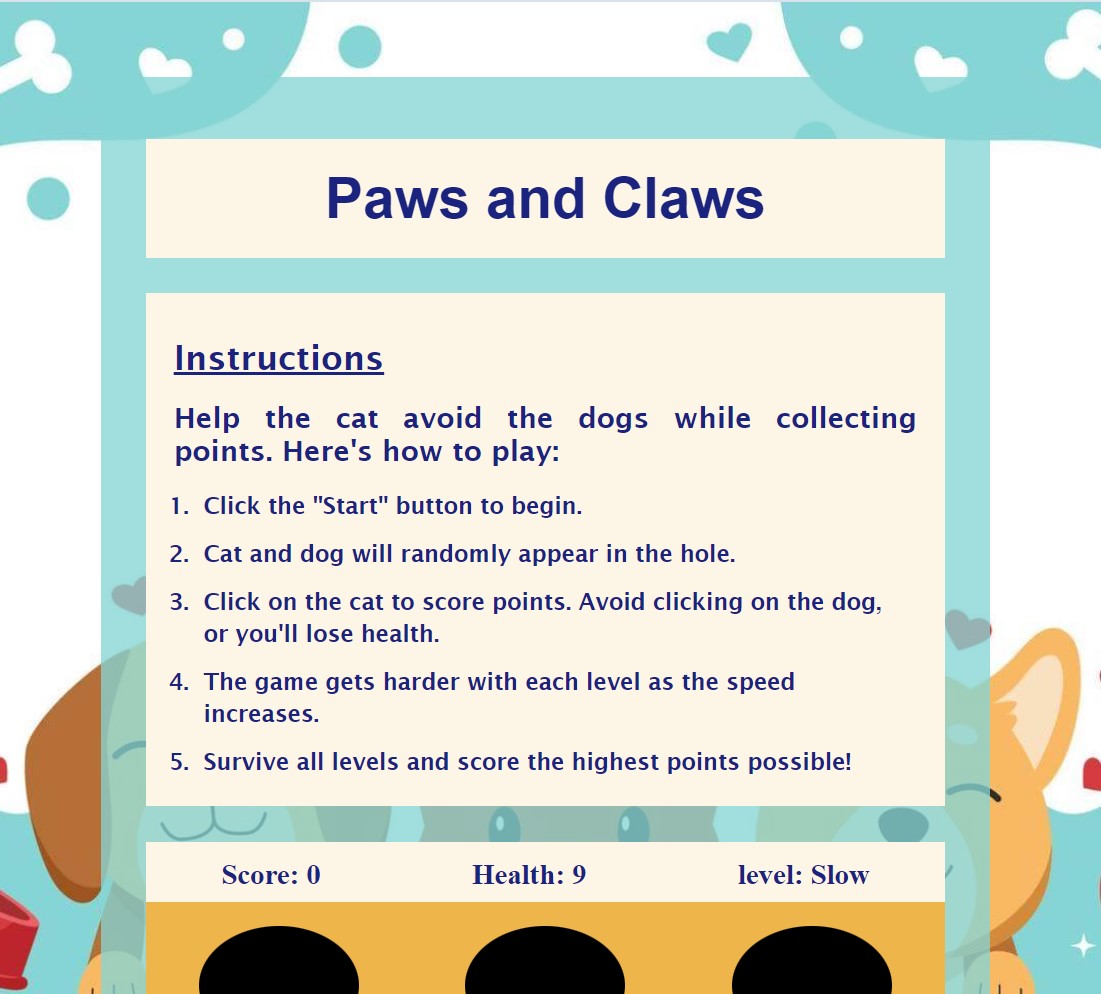 Paws and Claws
Instructions
Help the cat avoid the dogs while collecting
points. Here's how to play:
1. Click the "Start" button to begin.
2. Cat and dog will randomly appear in the hole.
3. Click on the cat to score points. Avoid clicking on the dog,
or you'll lose health.
4. The game gets harder with each level as the speed
increases.
5. Survive all levels and score the highest points possible!
Score: 0 Health: 9 level: Slow